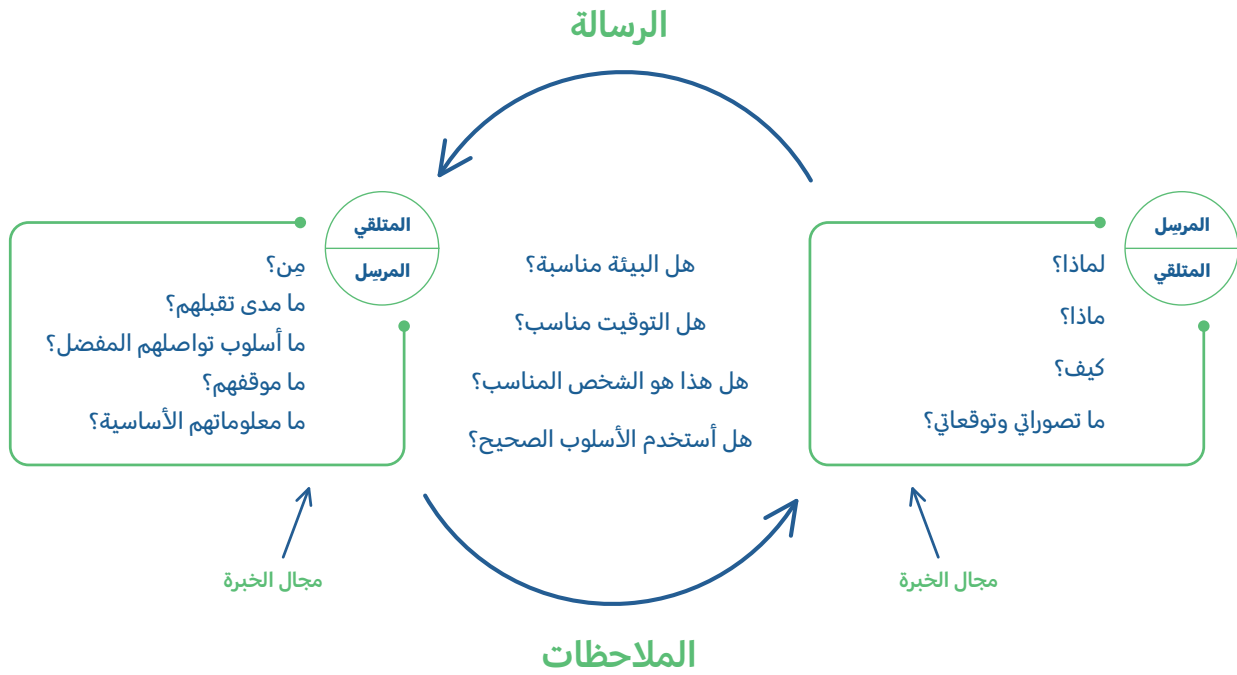 الرسالة
المرسِل
المتلقي
لماذا؟
ماذا؟
كيف؟
ما تصوراتي وتوقعاتي؟
مجال الخبرة
هل البيئة مناسبة؟
هل التوقيت مناسب؟
هل هذا هو الشخص المناسب؟
هل أستخدم الأسلوب الصحيح؟
المتلقي
المرسِل
مِن؟
ما مدى تقبلهم؟
ما أسلوب تواصلهم المفضل؟
ما موقفهم؟
ما معلوماتهم الأساسية؟
مجال الخبرة
الملاحظات